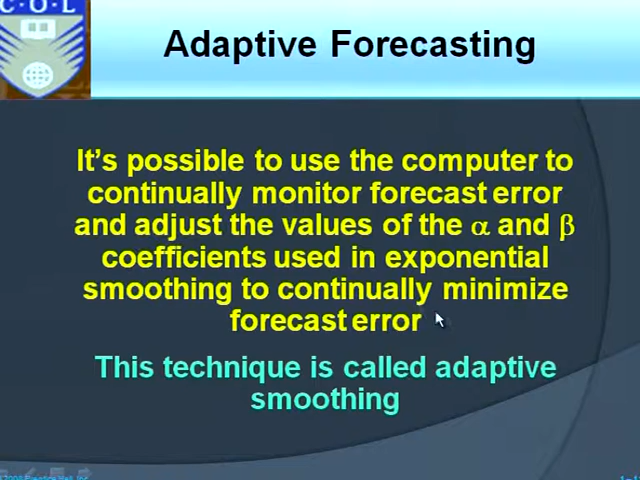 C·O·L
Adaptive Forecasting
It's possible to use the computer to
continually monitor forecast error
and adjust the values of the α and β
coefficients used in exponential
smoothing to continually minimize
forecast error
This technique is called adaptive
smoothing